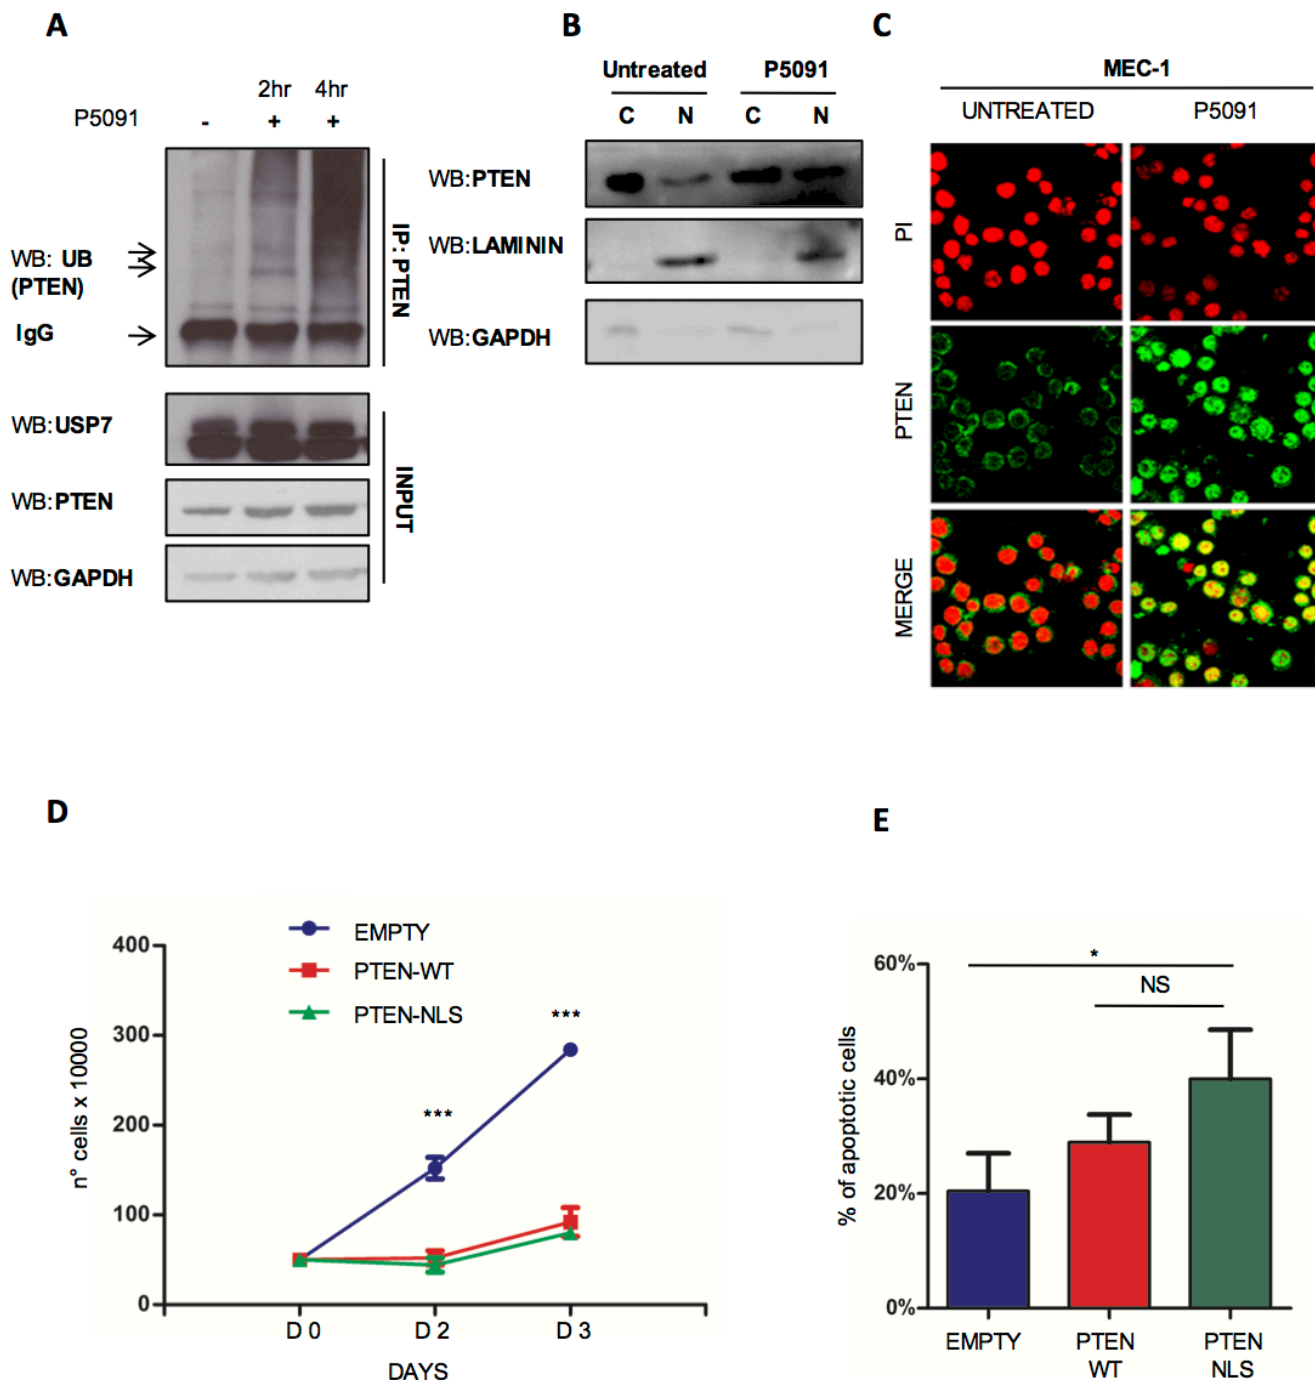 A
2hr 4hr
P5091 - + +
WB: UB
(PTEN)
IgG
IP: PTEN
WB:USP7
WB:PTEN
WB:GAPDH
INPUT
B
Untreated P5091
C N C N
WB:PTEN
WB:LAMININ
WB:GAPDH
C
MEC-1
UNTREATED P5091
PI
PTEN
MERGE
D
EMPTY
PTEN-WT
PTEN-NLS
n° cells x 10000
400
300
200
100
0
***
***
D 0 D 2 D 3
DAYS
E
% of apoptotic cells
60%
40%
20%
0%
*
NS
EMPTY PTEN PTEN
WT NLS